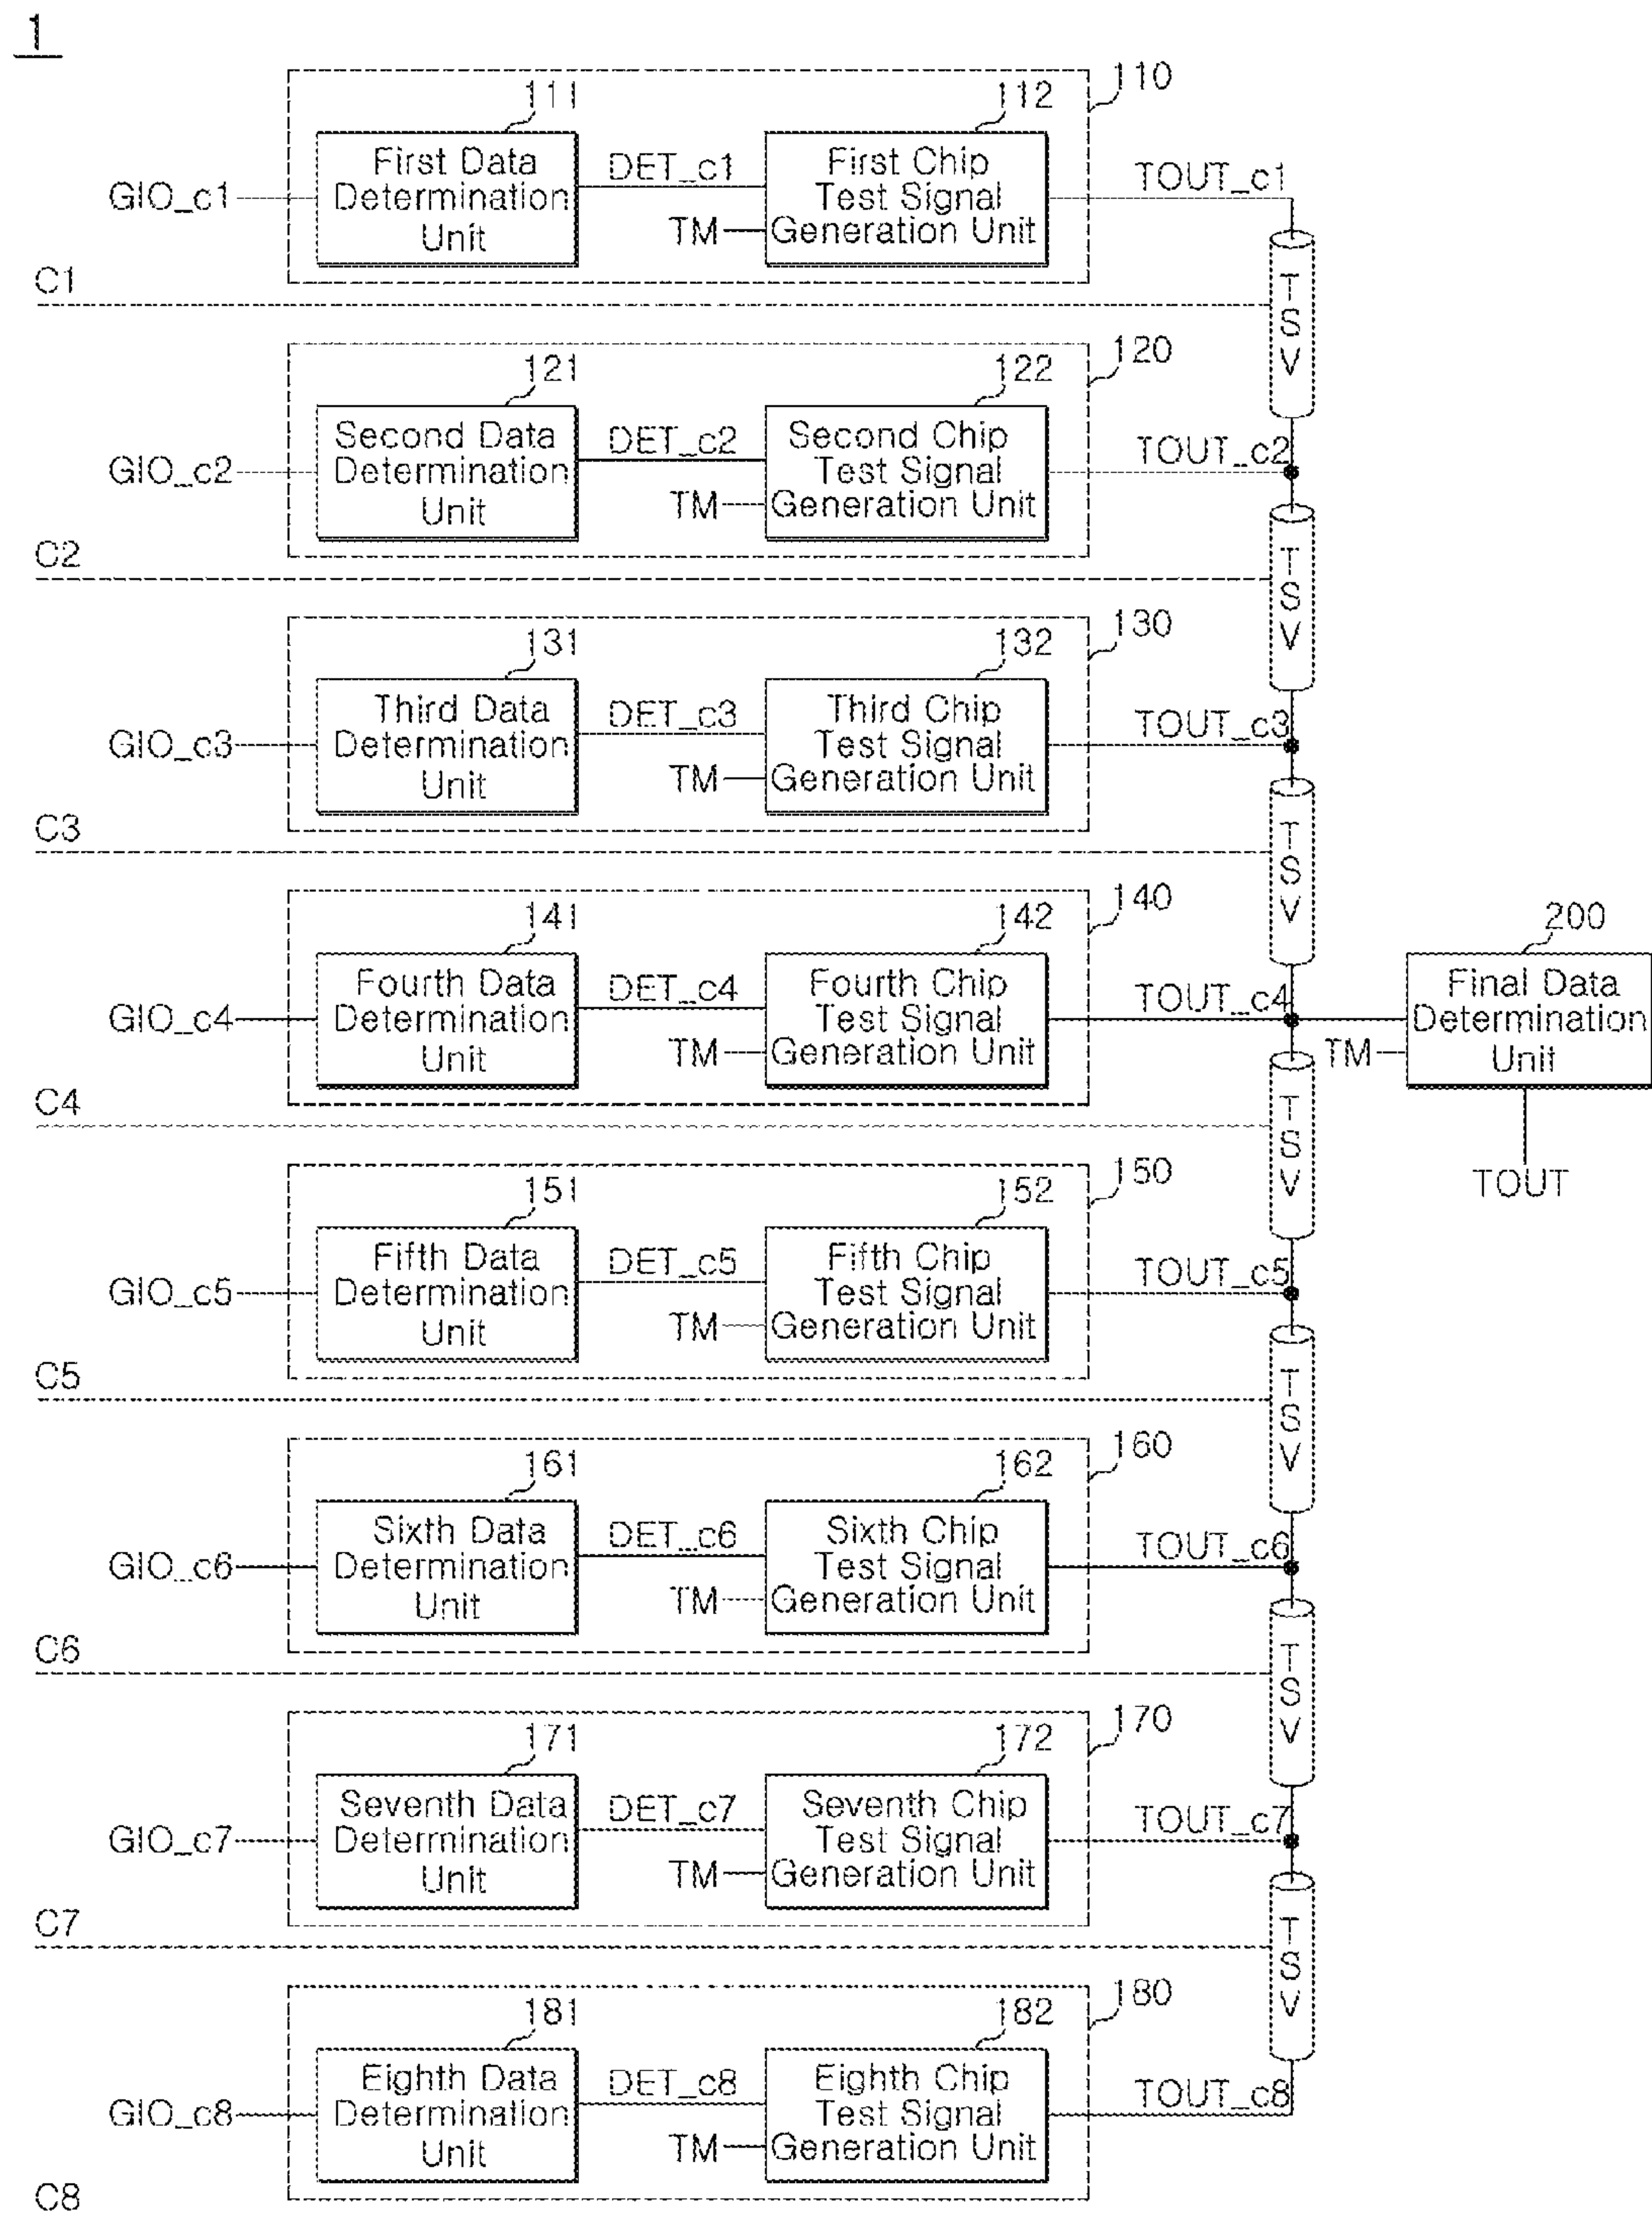 1
110
111
112
First Data
Determination
Unit
First Chip
Test Signal
Generation Unit
GIO_c1
DET_c1
TM
TOUT_c1
C1
TSV
120
121
122
Second Data
Determination
Unit
Second Chip
Test Signal
Generation Unit
GIO_c2
DET_c2
TM
TOUT_c2
C2
TSV
130
131
132
Third Data
Determination
Unit
Third Chip
Test Signal
Generation Unit
GIO_c3
DET_c3
TM
TOUT_c3
C3
TSV
140
141
142
Fourth Data
Determination
Unit
Fourth Chip
Test Signal
Generation Unit
GIO_c4
DET_c4
TM
TOUT_c4
200
Final Data
Determination
Unit
TM
TOUT
C4
TSV
150
151
152
Fifth Data
Determination
Unit
Fifth Chip
Test Signal
Generation Unit
GIO_c5
DET_c5
TM
TOUT_c5
C5
TSV
160
161
162
Sixth Data
Determination
Unit
Sixth Chip
Test Signal
Generation Unit
GIO_c6
DET_c6
TM
TOUT_c6
C6
TSV
170
171
172
Seventh Data
Determination
Unit
Seventh Chip
Test Signal
Generation Unit
GIO_c7
DET_c7
TM
TOUT_c7
C7
TSV
180
181
182
Eighth Data
Determination
Unit
Eighth Chip
Test Signal
Generation Unit
GIO_c8
DET_c8
TM
TOUT_c8
C8